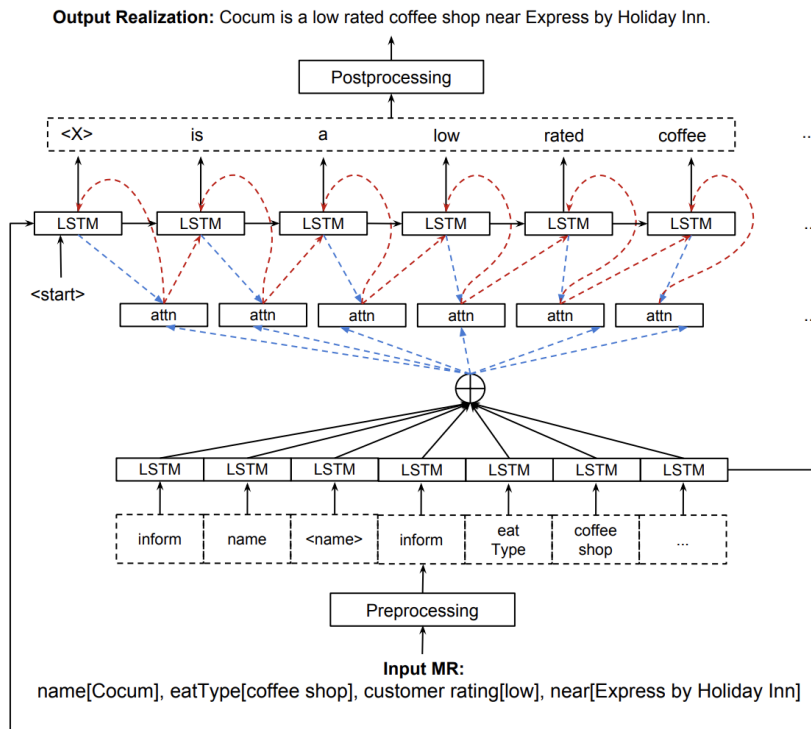 Output Realization: Cocum is a low rated coffee shop near Express by Holiday Inn.
Postprocessing
<X> is a low rated coffee ...
LSTM LSTM LSTM LSTM LSTM LSTM ...
<start>
attn attn attn attn attn attn ...
LSTM LSTM LSTM LSTM LSTM LSTM LSTM
inform name <name> inform eat Type coffee shop ...
Preprocessing
Input MR:
name[Cocum], eatType[coffee shop], customer rating[low], near[Express by Holiday Inn]